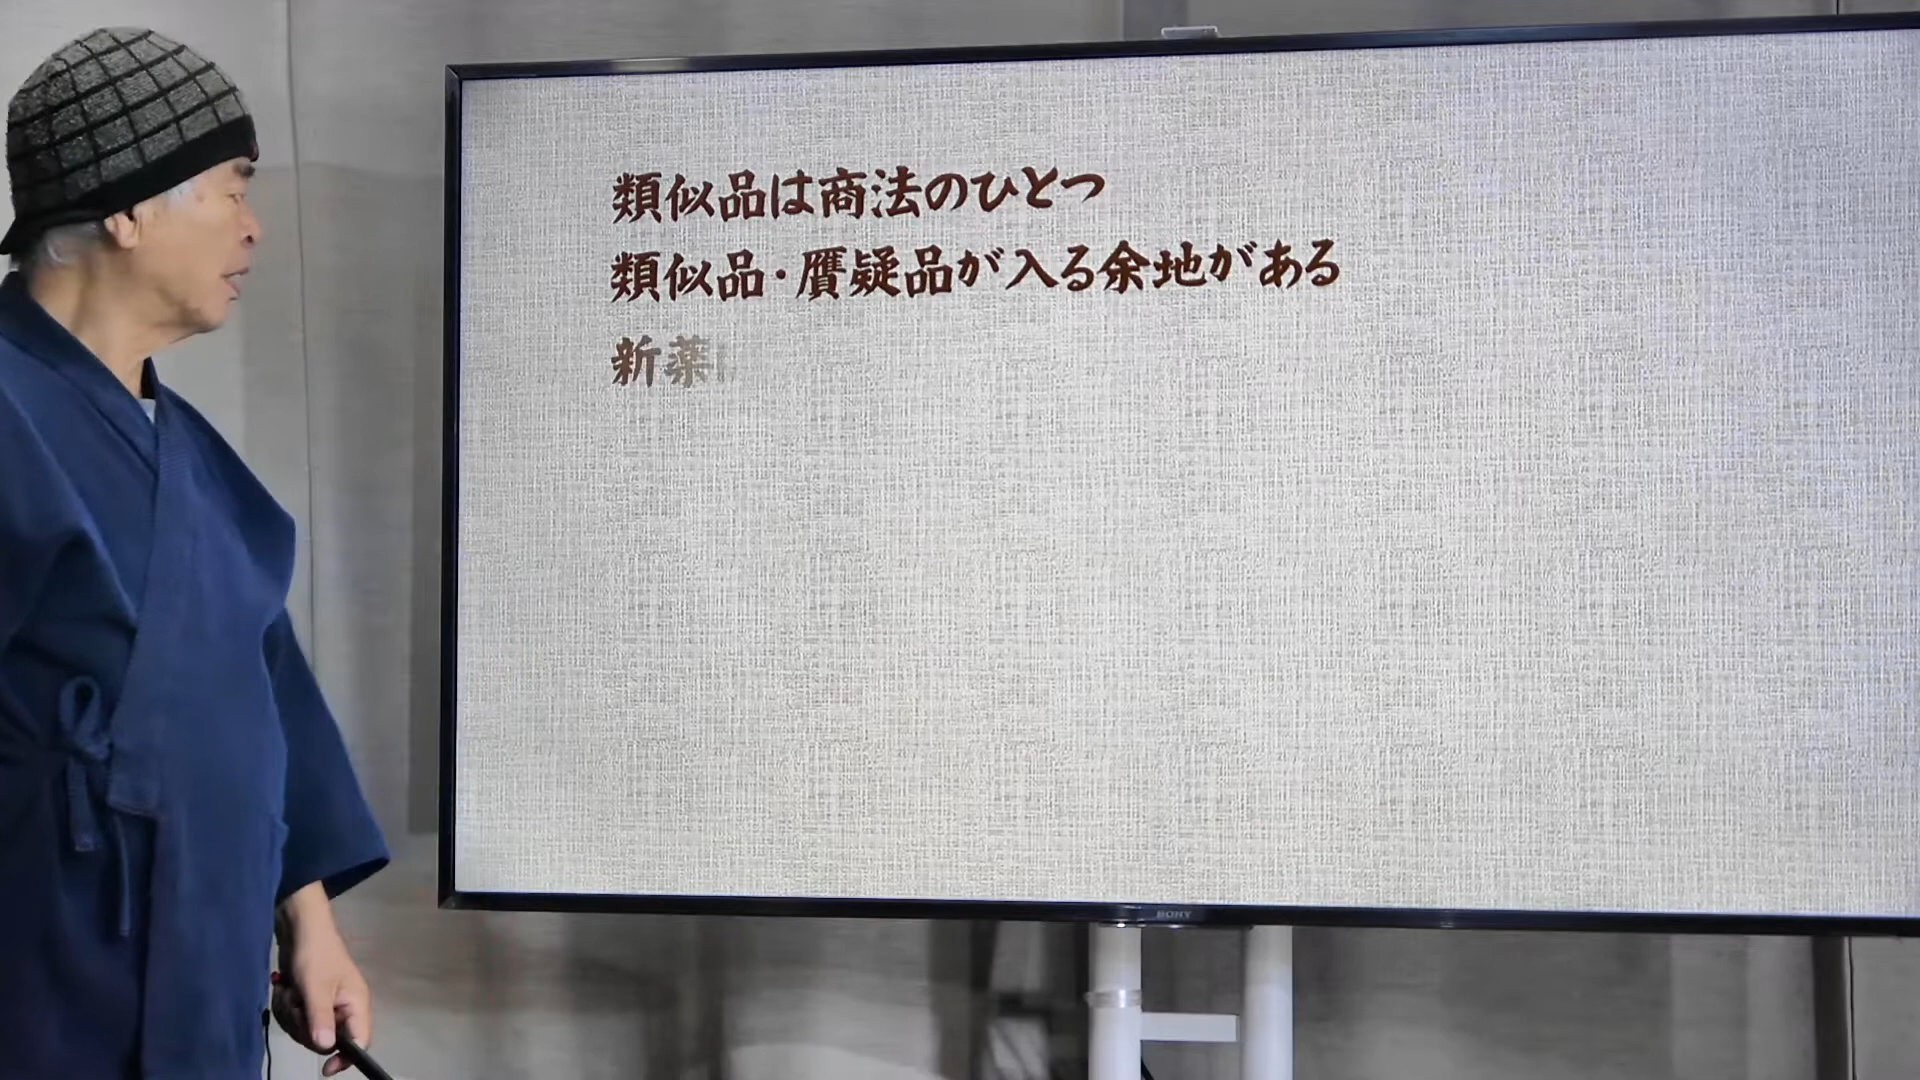 類似品は商法のひとつ
類似品・贋疑品が入る余地がある
新薬
SONY